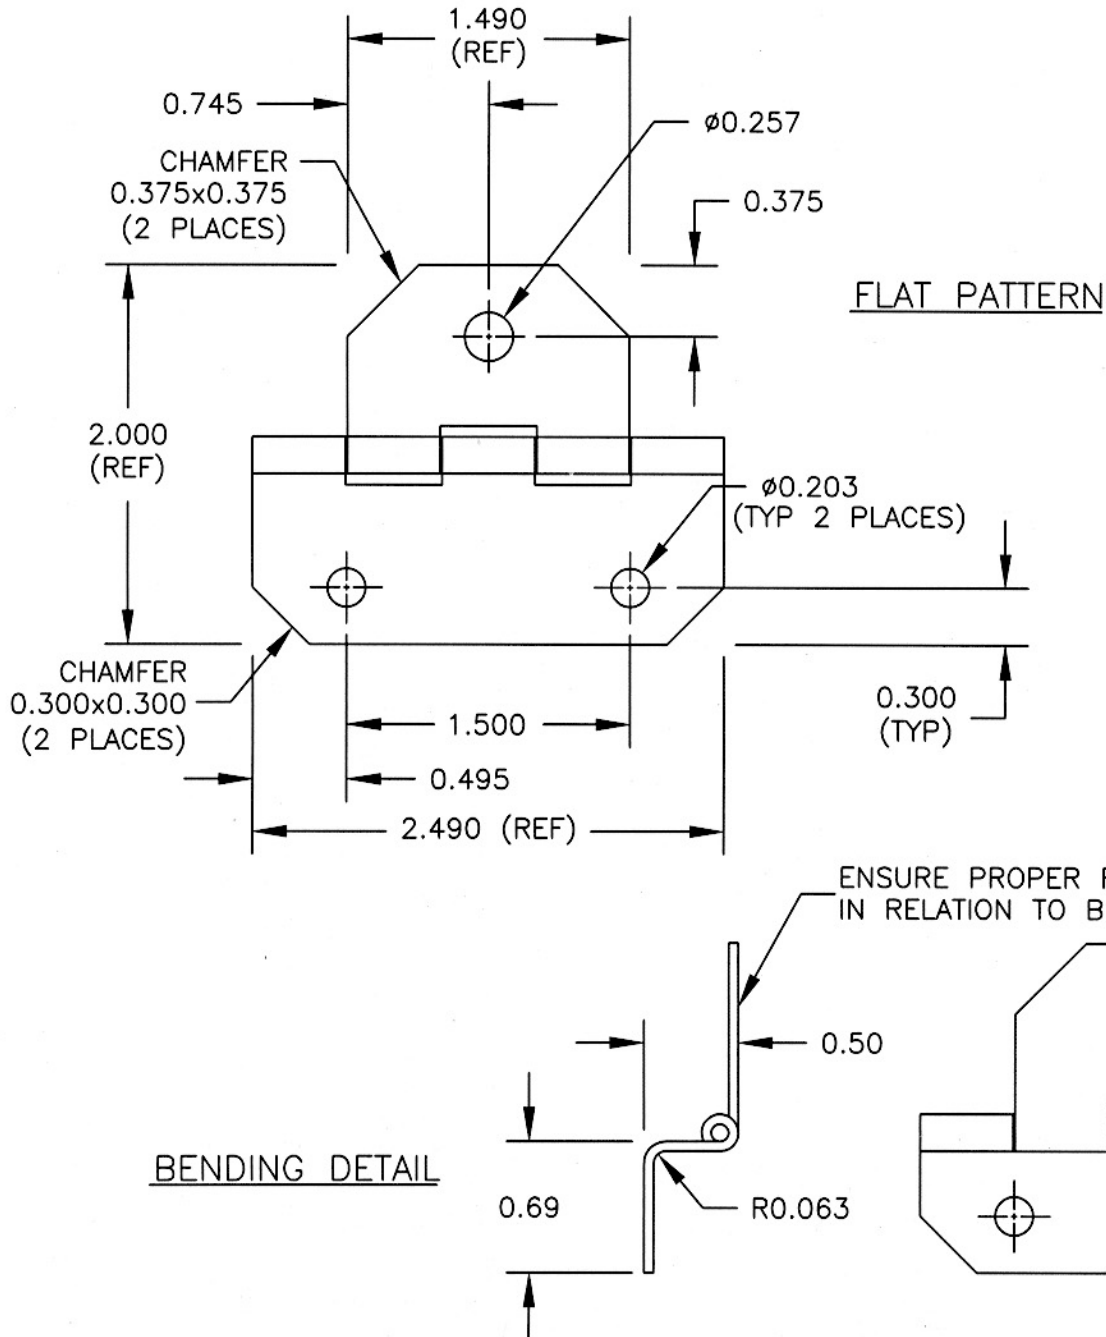 1.490
(REF)
0.745
ø0.257
CHAMFER
0.375x0.375
(2 PLACES)
0.375
FLAT PATTERN
2.000
(REF)
ø0.203
(TYP 2 PLACES)
CHAMFER
0.300x0.300
(2 PLACES)
0.300
(TYP)
1.500
0.495
2.490 (REF)
ENSURE PROPER
IN RELATION TO
0.50
BENDING DETAIL
0.69
R0.063